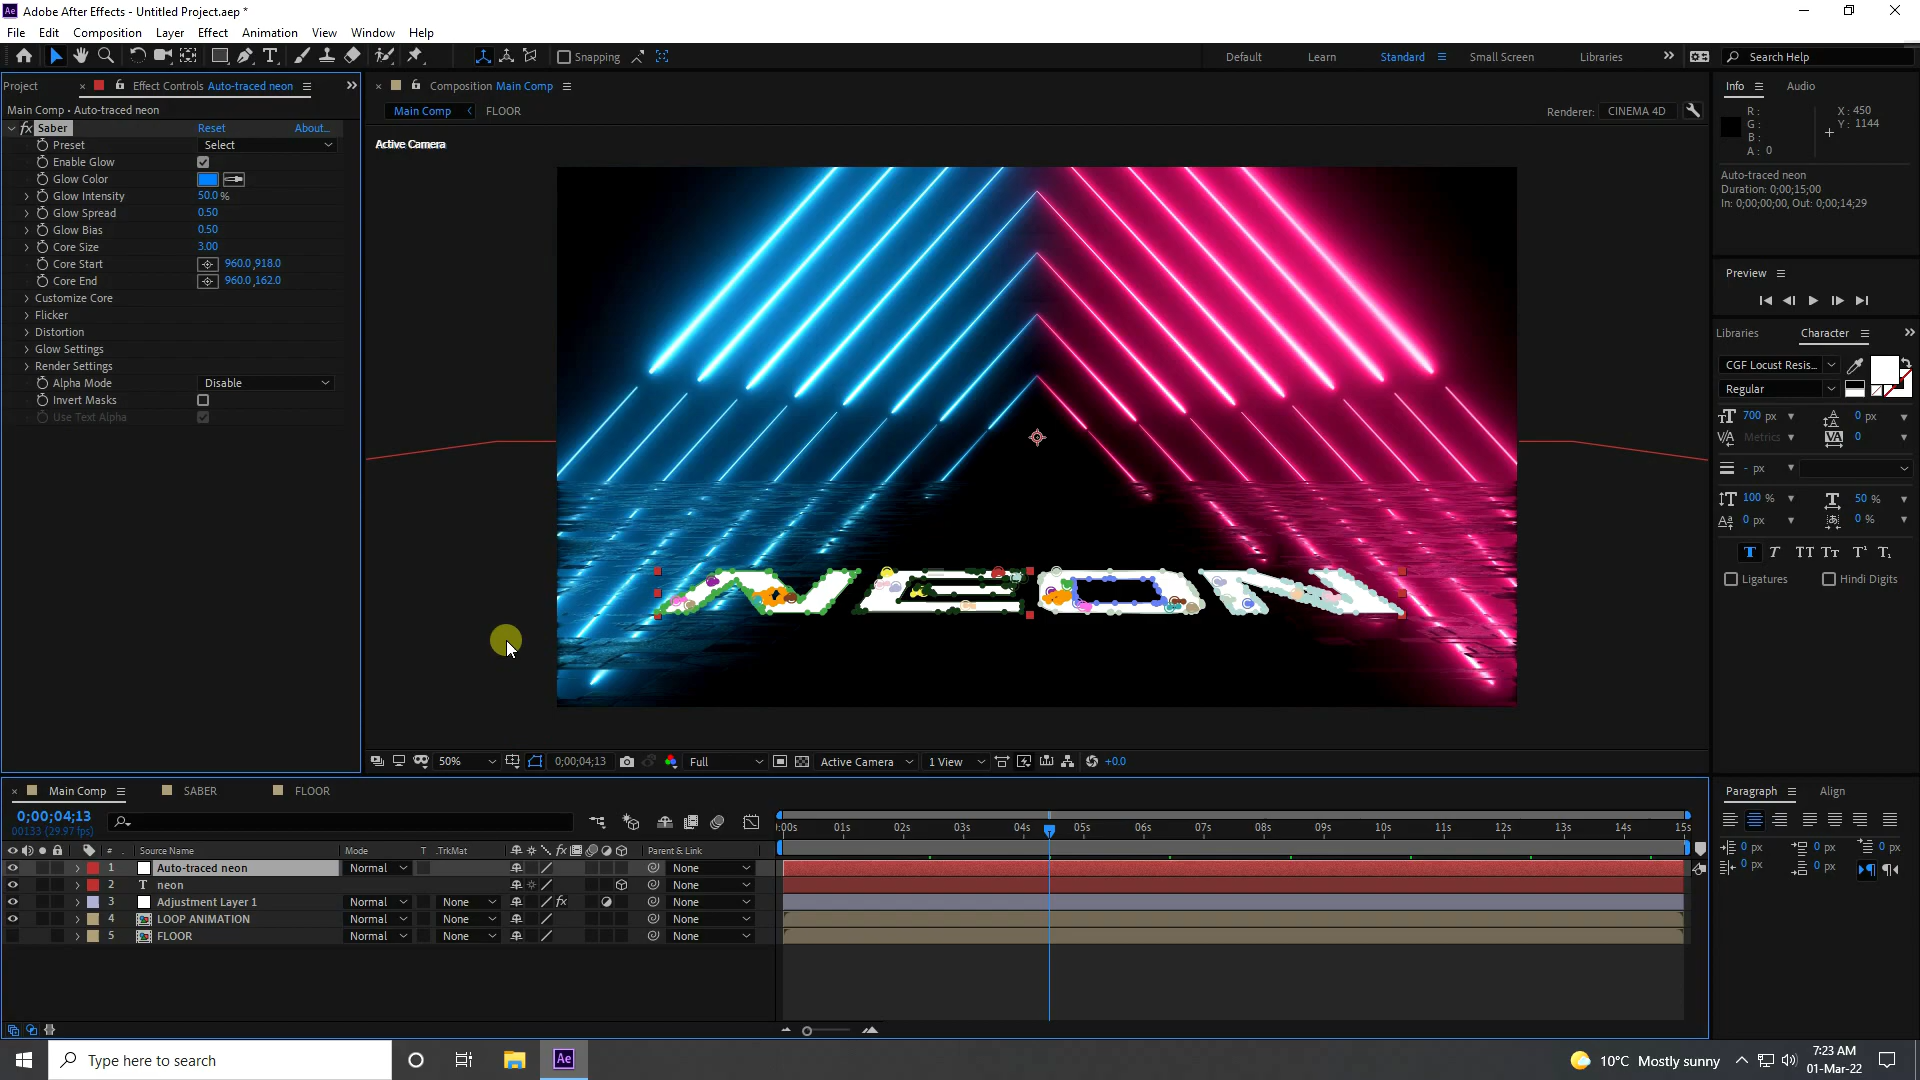 Adobe After Effects - Untitled Project.aep *
File Edit Composition Layer Effect Animation View Window Help
Snapping
Default Learn Standard Small Screen Libraries
Search Help
Project
Effect Controls Auto-traced neon
Main Comp • Auto-traced neon
fx Saber Reset About...
Preset Select
Enable Glow
Glow Color
Glow Intensity 50.0 %
Glow Spread 0.50
Glow Bias 0.50
Core Size 3.00
Core Start 960.0,918.0
Core End 960.0,162.0
Customize Core
Flicker
Distortion
Glow Settings
Render Settings
Alpha Mode Disable
Invert Masks
Use Text Alpha
Composition Main Comp
Main Comp FLOOR
Renderer: CINEMA 4D
Active Camera
NEON
50% 0;00;04;13 Full Active Camera 1 View +0.0
Info Audio
R:
G:
B:
A: 0
X: 450
Y: 1144
Auto-traced neon
Duration: 0;00;15;00
In: 0;00;00;00, Out: 0;00;14;29
Preview
Libraries Character
CGF Locust Resis...
Regular
700 px 0 px
Metrics 0
- px
100 % 50 %
0 px 0 %
Ligatures Hindi Digits
Main Comp SABER FLOOR
0;00;04;13
00133 (29.97 fps)
:00s 01s 02s 03s 04s 05s 06s 07s 08s 09s 10s 11s 12s 13s 14s 15s
# Source Name Mode T .TrkMat Parent & Link
1 Auto-traced neon Normal None
2 T neon None
3 Adjustment Layer 1 Normal None fx None
4 LOOP ANIMATION Normal None None
5 FLOOR Normal None None
Paragraph Align
0 px 0 px 0 px
0 px 0 px
Type here to search
Ae
10°C Mostly sunny
7:23 AM
01-Mar-22